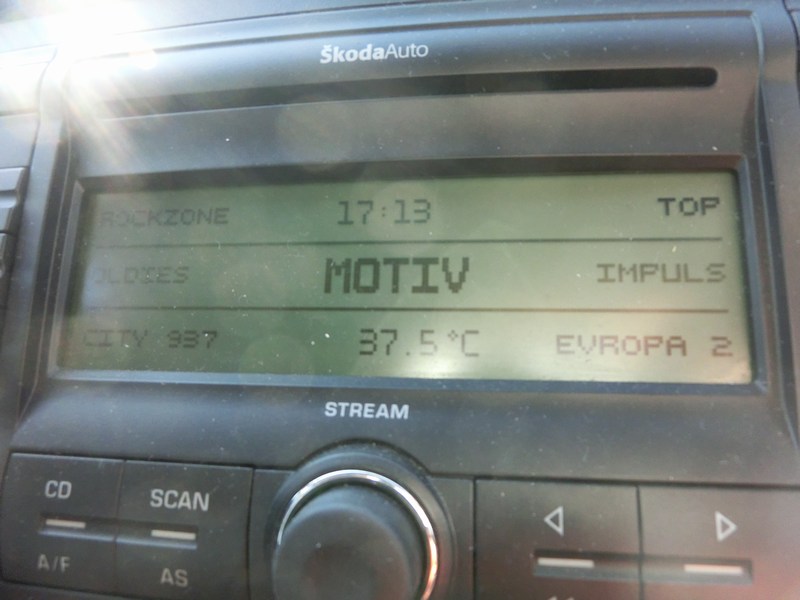 ŠkodaAuto
ROCKZONE 17:13 TOP
OLDIES MOTIV IMPULS
CITY 937 37.5°C EVROPA 2
STREAM
CD SCAN
A/F AS